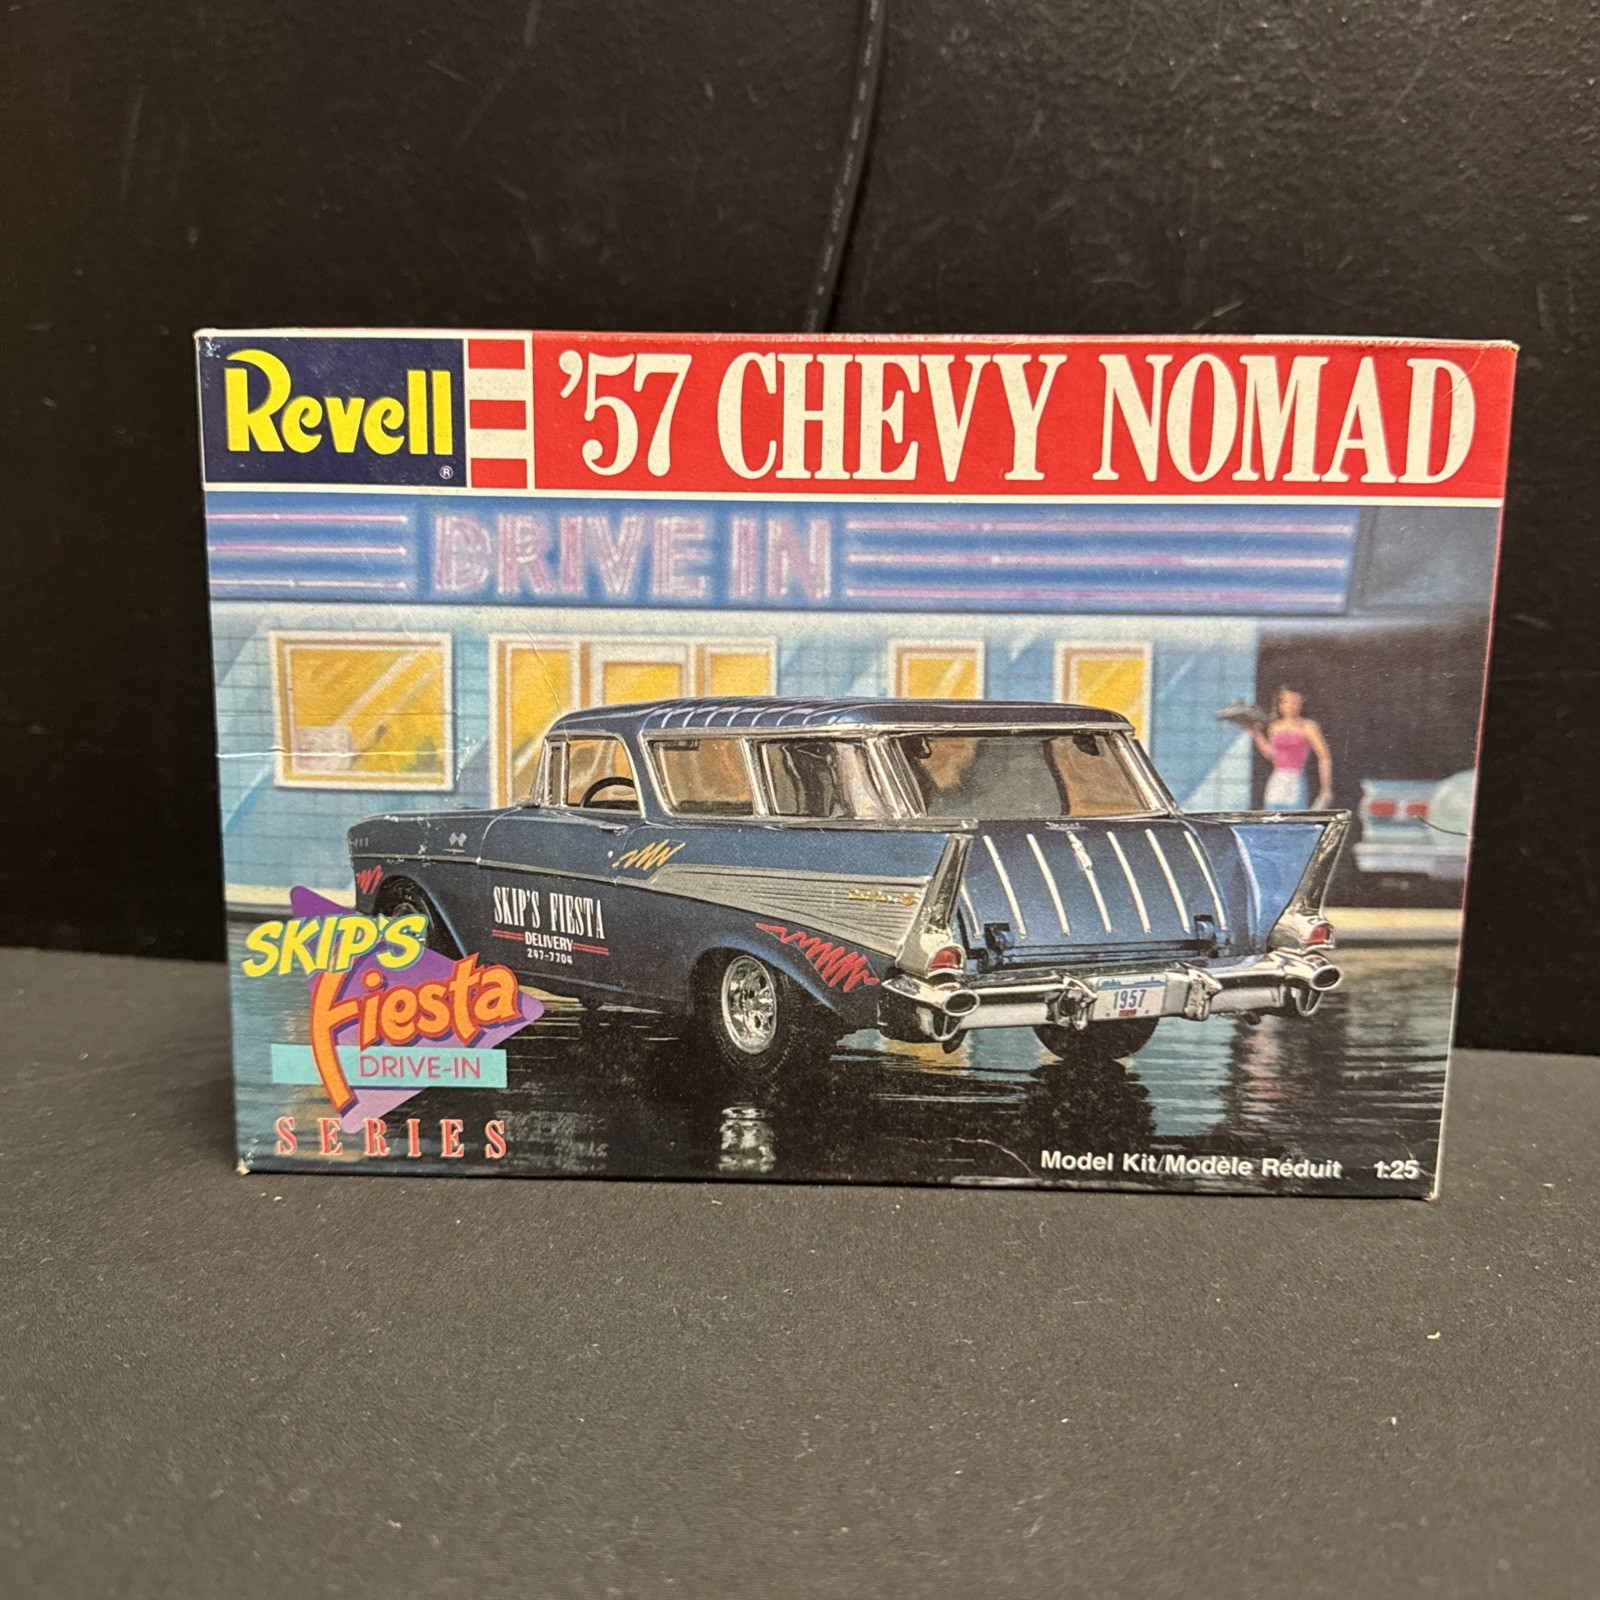 Revell ®
'57 CHEVY NOMAD
DRIVE IN
SKIP'S FIESTA
DELIVERY
247-7704
1957
SKIP'S
Fiesta
DRIVE-IN
SERIES
Model Kit/Modèle Réduit 1:25